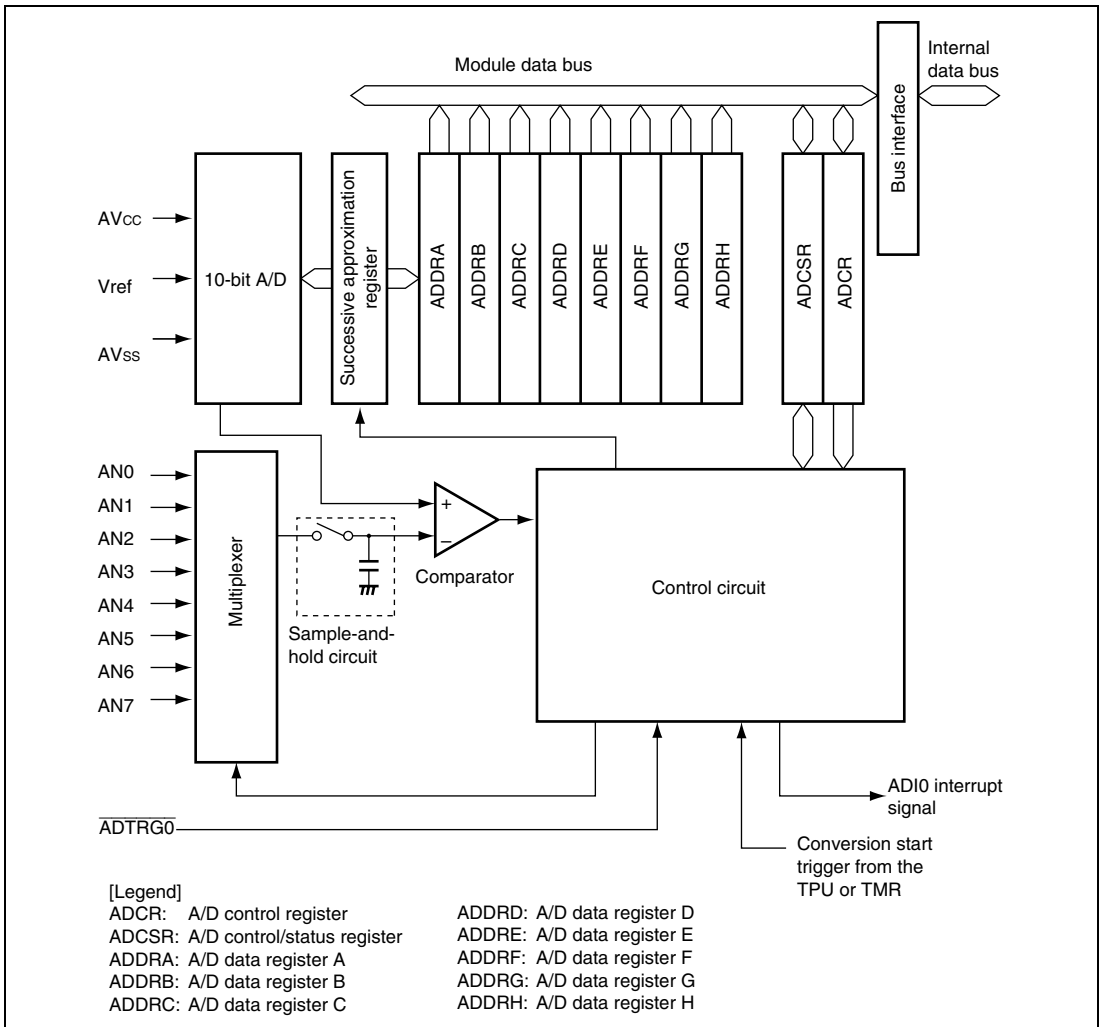 Module data bus
Internal
data bus
Bus interface
AVCC
Vref
AVSS
10-bit A/D
Successive approximation
register
ADDRA
ADDRB
ADDRC
ADDRD
ADDRE
ADDRF
ADDRG
ADDRH
ADCSR
ADCR
AN0
AN1
AN2
AN3
AN4
AN5
AN6
AN7
Multiplexer
+
−
Comparator
Sample-and-
hold circuit
Control circuit
ADI0 interrupt
signal
ADTRG0
Conversion start
trigger from the
TPU or TMR
[Legend]
ADCR: A/D control register
ADCSR: A/D control/status register
ADDRA: A/D data register A
ADDRB: A/D data register B
ADDRC: A/D data register C
ADDRD: A/D data register D
ADDRE: A/D data register E
ADDRF: A/D data register F
ADDRG: A/D data register G
ADDRH: A/D data register H